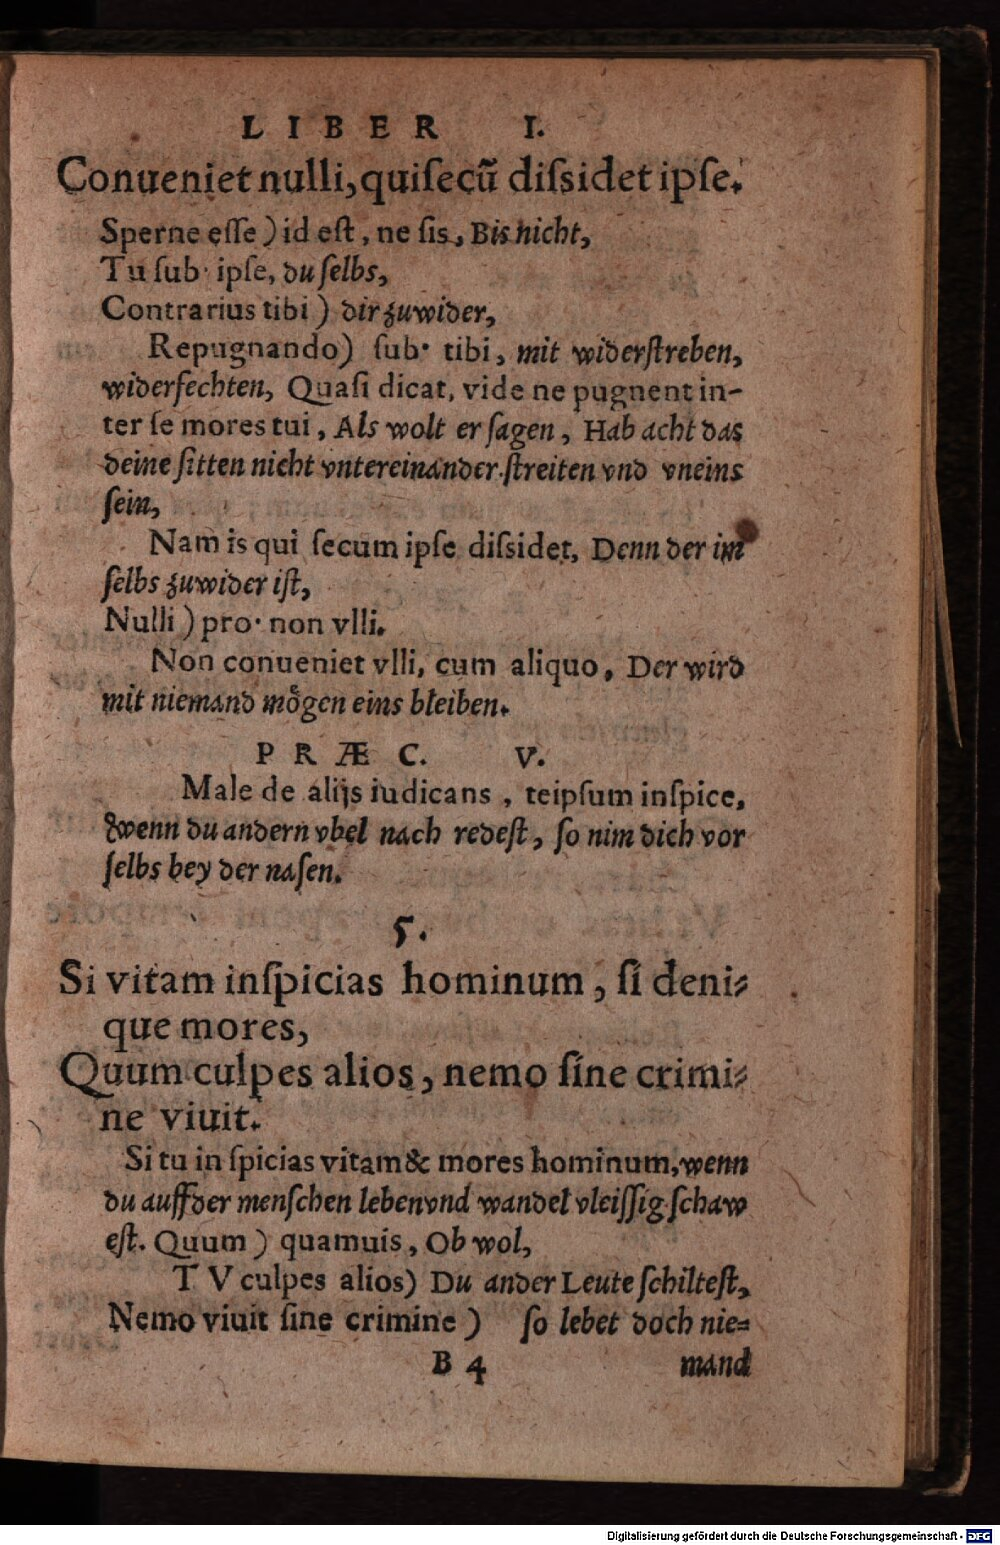 LIBER I.
Conueniet nulli, qui ſecũ diſsidet ipſe.
Sperne eſſe) id eſt, ne ſis, Bis nicht,
Tu ſub· ipſe, du ſelbs,
Contrarius tibi) dir zuwider,
Repugnando) ſub· tibi, mit widerſtreben,
widerfechten, Quaſi dicat, vide ne pugnent in-
ter ſe mores tui, Als wolt er ſagen, Hab acht das
deine ſitten nicht vntereinander ſtreiten vnd vneins
ſein,
Nam is qui ſecum ipſe diſsidet, Denn der im
ſelbs zuwider iſt,
Nulli) pro· non vlli.
Non conueniet vlli, cum aliquo, Der wird
mit niemand mögen eins bleiben.
PRÆC. V.
Male de alijs iudicans, teipſum inſpice,
wenn du andern vbel nach redeſt, ſo nim dich vor
ſelbs bey der naſen.
5.
Si vitam inſpicias hominum, ſi deni⸗
que mores,
Quum culpes alios, nemo ſine crimi⸗
ne viuit.
Si tu in ſpicias vitam & mores hominum, wenn
du auff der menſchen leben vnd wandel vleiſſig ſchaw
eſt. Quum) quamuis, Ob wol,
TV culpes alios) Du ander Leute ſchilteſt,
Nemo viuit ſine crimine) ſo lebet doch nie⸗
B 4 mand
Digitalisierung gefördert durch die Deutsche Forschungsgemeinschaft - DFG